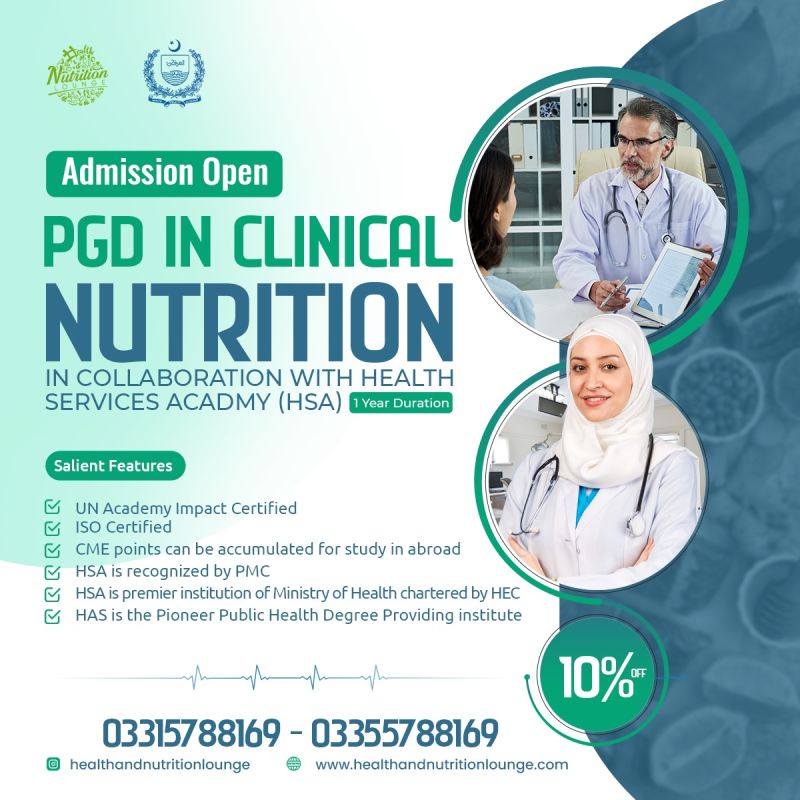 Health
&
Nutrition
LOUNGE
Admission Open
PGD IN CLINICAL
NUTRITION
IN COLLABORATION WITH HEALTH
SERVICES ACADMY (HSA) 1 Year Duration
Salient Features
UN Academy Impact Certified
ISO Certified
CME points can be accumulated for study in abroad
HSA is recognized by PMC
HSA is premier institution of Ministry of Health chartered by HEC
HAS is the Pioneer Public Health Degree Providing institute
10% OFF
03315788169 - 03355788169
healthandnutritionlounge www.healthandnutritionlounge.com